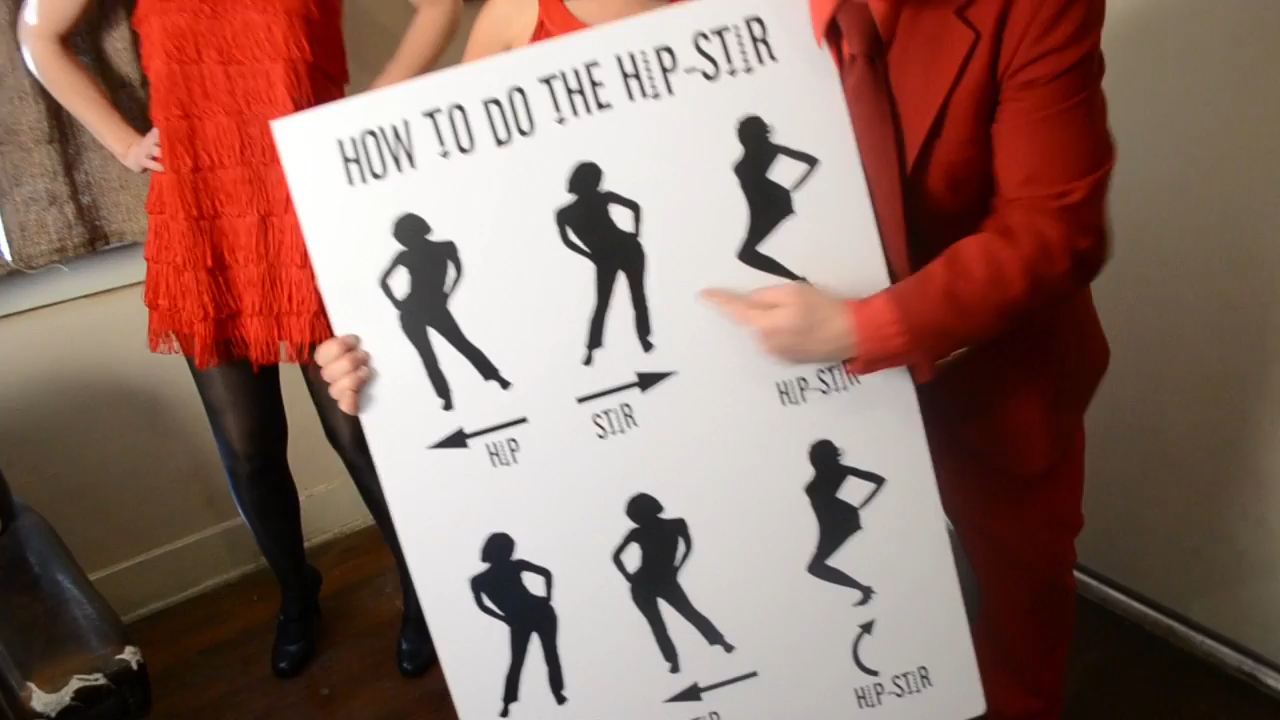 HOW TO DO THE HIP-STIR
HIP
STIR
HIP-STIR
HIP-STIR